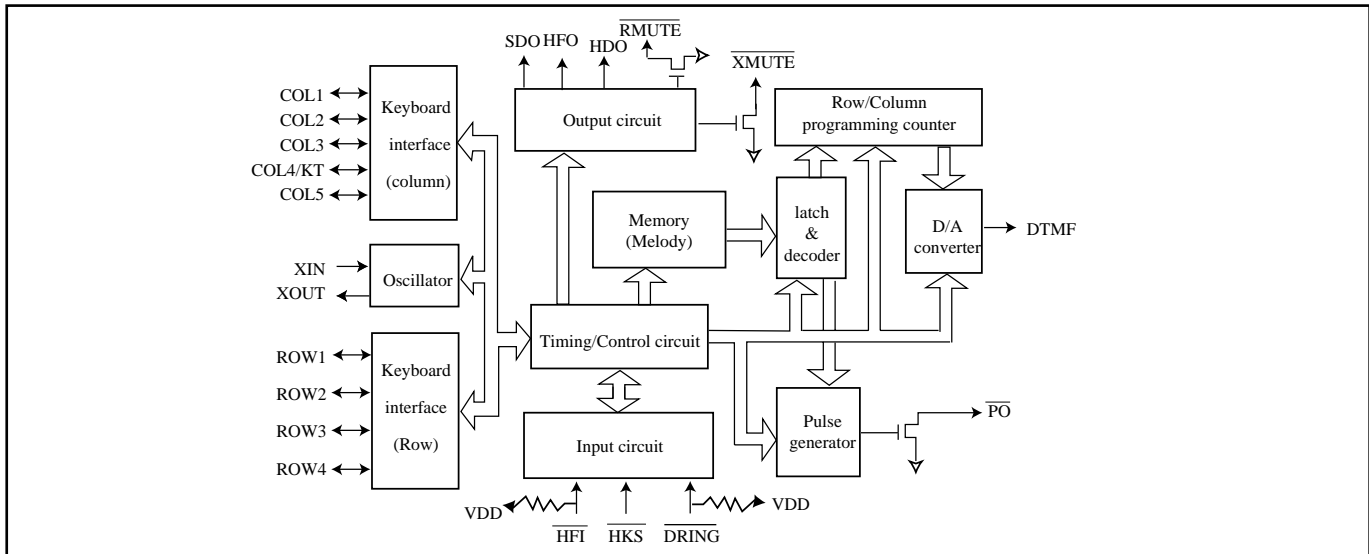 RMUTE
SDO
HFO
HDO
XMUTE
COL1
COL2
COL3
COL4/KT
COL5
Keyboard
interface
(column)
Output circuit
Row/Column
programming counter
Memory
(Melody)
latch
&
decoder
D/A
converter
DTMF
XIN
XOUT
Oscillator
Timing/Control circuit
ROW1
ROW2
ROW3
ROW4
Keyboard
interface
(Row)
Input circuit
Pulse
generator
PO
VDD
HFI
HKS
DRING
VDD